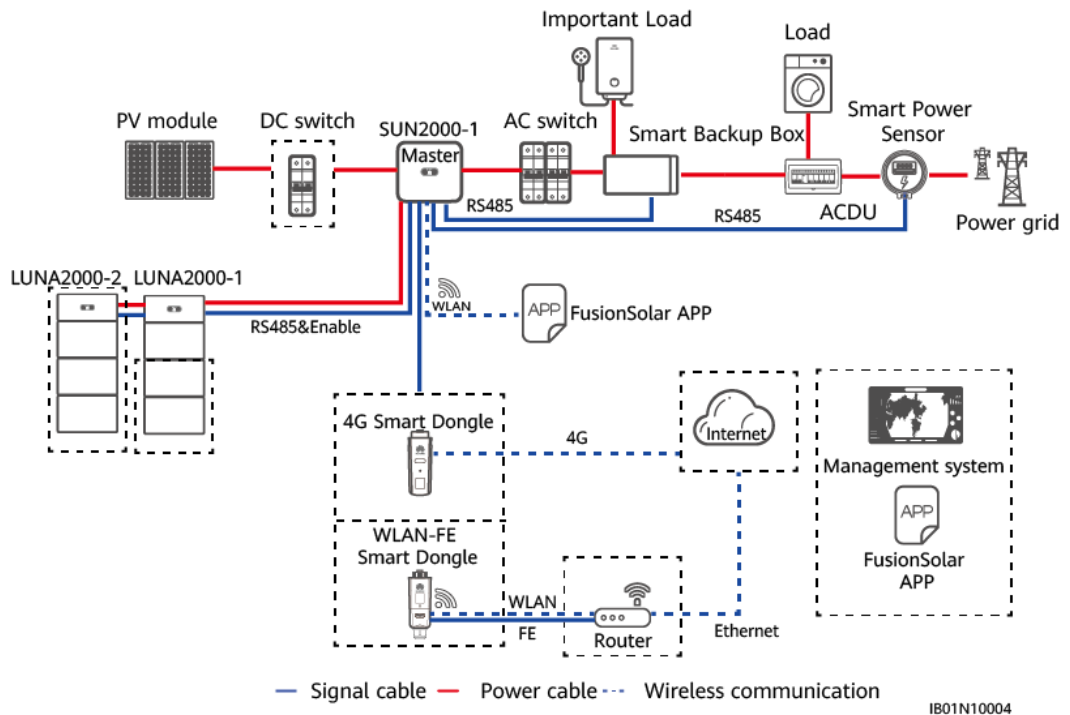 Important Load
Load
PV module
DC switch
SUN2000-1
Master
AC switch
Smart Backup Box
Smart Power
Sensor
RS485
RS485
ACDU
Power grid
LUNA2000-2
LUNA2000-1
RS485&Enable
WLAN
APP
FusionSolar APP
4G Smart Dongle
4G
Internet
Management system
APP
FusionSolar
APP
WLAN-FE
Smart Dongle
WLAN
FE
Router
Ethernet
Signal cable
Power cable
Wireless communication
IB01N10004